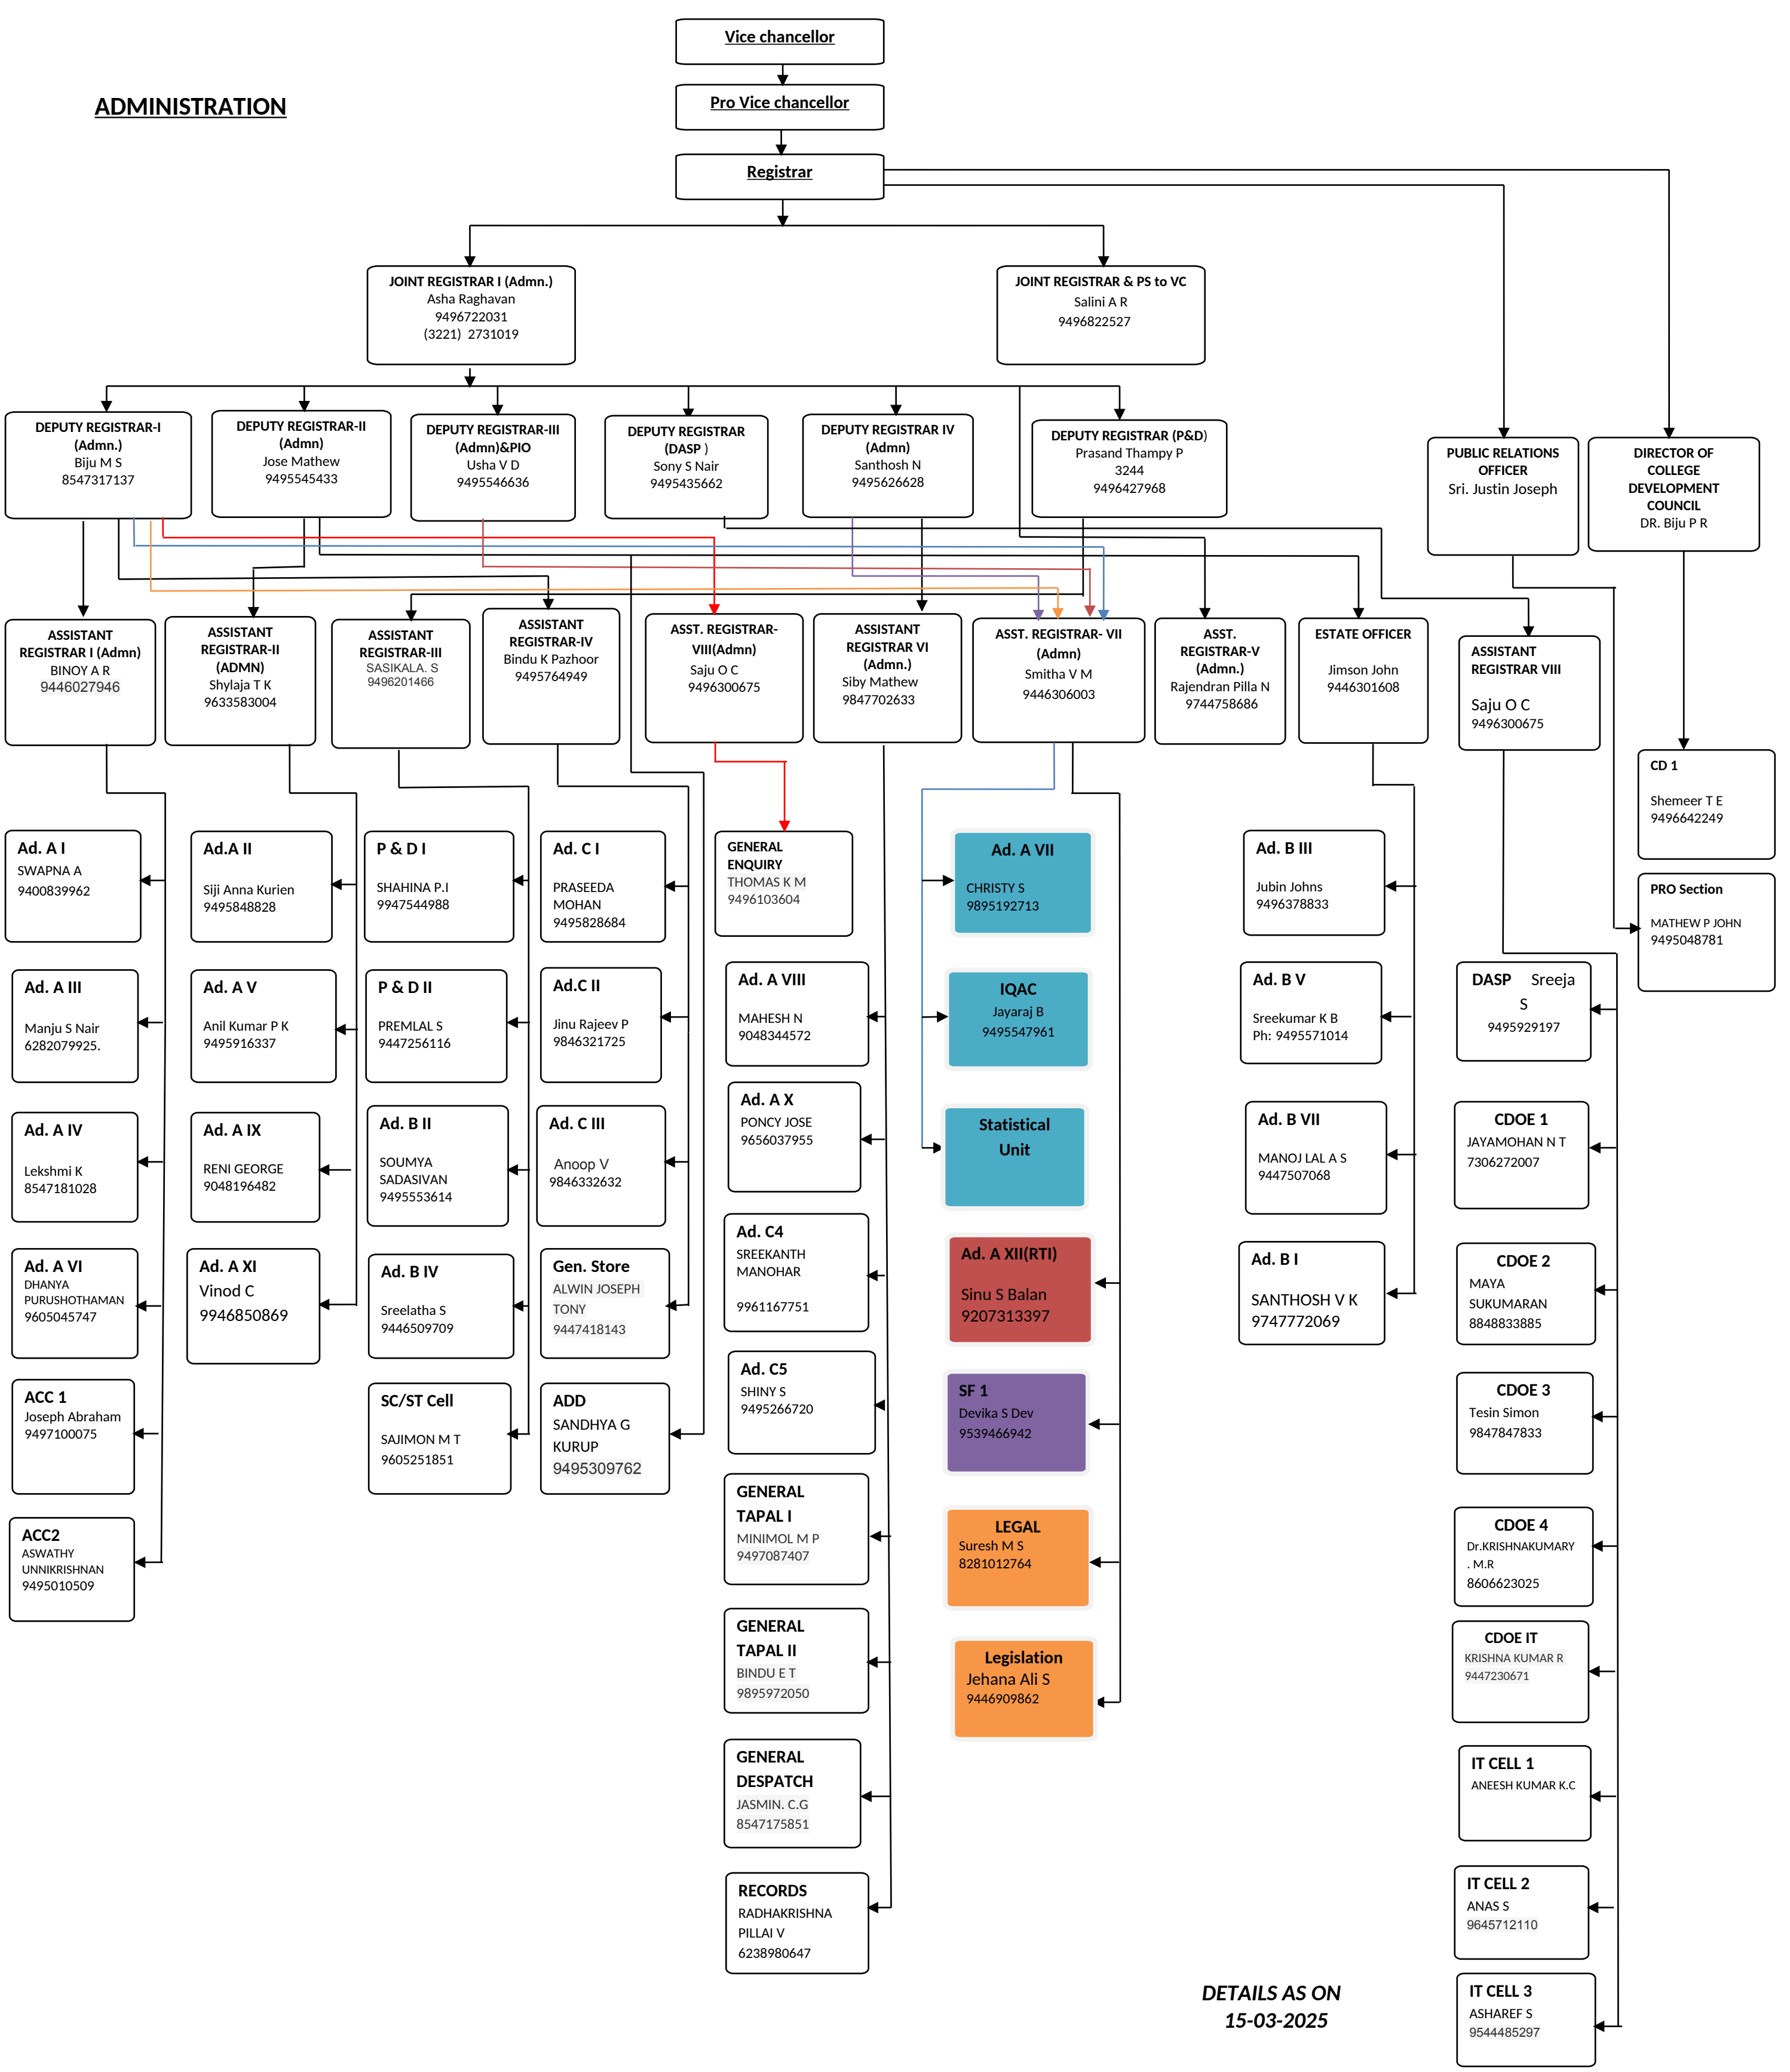 Vice chancellor
ADMINISTRATION
Pro Vice chancellor
Registrar
JOINT REGISTRAR I (Admn.)
Asha Raghavan
9496722031
(3221)  2731019
JOINT REGISTRAR & PS to VC
Salini A R
9496822527
DEPUTY REGISTRAR-I
(Admn.)
Biju M S
8547317137
DEPUTY REGISTRAR-II
(Admn)
Jose Mathew
9495545433
DEPUTY REGISTRAR-III
(Admn)&PIO
Usha V D
9495546636
DEPUTY REGISTRAR
(DASP )
Sony S Nair
9495435662
DEPUTY REGISTRAR IV
(Admn)
Santhosh N
9495626628
DEPUTY REGISTRAR (P&D)
Prasand Thampy P
3244
9496427968
PUBLIC RELATIONS
OFFICER
Sri. Justin Joseph
DIRECTOR OF
COLLEGE
DEVELOPMENT
COUNCIL
DR. Biju P R
ASSISTANT
REGISTRAR I (Admn)
BINOY A R
9446027946
ASSISTANT
REGISTRAR-II
(ADMN)
Shylaja T K
9633583004
ASSISTANT
REGISTRAR-III
SASIKALA. S
9496201466
ASSISTANT
REGISTRAR-IV
Bindu K Pazhoor
9495764949
ASST. REGISTRAR-
VIII(Admn)
Saju O C
9496300675
ASSISTANT
REGISTRAR VI
(Admn.)
Siby Mathew
9847702633
ASST. REGISTRAR- VII
(Admn)
Smitha V M
9446306003
ASST.
REGISTRAR-V
(Admn.)
Rajendran Pilla N
9744758686
ESTATE OFFICER
Jimson John
9446301608
ASSISTANT
REGISTRAR VIII
Saju O C
9496300675
CD 1
Shemeer T E
9496642249
PRO Section
MATHEW P JOHN
9495048781
Ad. A I
SWAPNA A
9400839962
Ad.A II
Siji Anna Kurien
9495848828
P & D I
SHAHINA P.I
9947544988
Ad. C I
PRASEEDA
MOHAN
9495828684
GENERAL
ENQUIRY
THOMAS K M
9496103604
Ad. A VII
CHRISTY S
9895192713
Ad. B III
Jubin Johns
9496378833
Ad. A III
Manju S Nair
6282079925.
Ad. A V
Anil Kumar P K
9495916337
P & D II
PREMLAL S
9447256116
Ad.C II
Jinu Rajeev P
9846321725
Ad. A VIII
MAHESH N
9048344572
IQAC
Jayaraj B
9495547961
Ad. B V
Sreekumar K B
Ph: 9495571014
DASP    Sreeja
S
9495929197
Ad. A IV
Lekshmi K
8547181028
Ad. A IX
RENI GEORGE
9048196482
Ad. B II
SOUMYA
SADASIVAN
9495553614
Ad. C III
Anoop V
9846332632
Ad. A X
PONCY JOSE
9656037955
Statistical
Unit
Ad. B VII
MANOJ LAL A S
9447507068
CDOE 1
JAYAMOHAN N T
7306272007
Ad. A VI
DHANYA
PURUSHOTHAMAN
9605045747
Ad. A XI
Vinod C
9946850869
Ad. B IV
Sreelatha S
9446509709
Gen. Store
ALWIN JOSEPH
TONY
9447418143
Ad. C4
SREEKANTH
MANOHAR
9961167751
Ad. A XII(RTI)
Sinu S Balan
9207313397
Ad. B I
SANTHOSH V K
9747772069
CDOE 2
MAYA
SUKUMARAN
8848833885
ACC 1
Joseph Abraham
9497100075
SC/ST Cell
SAJIMON M T
9605251851
ADD
SANDHYA G
KURUP
9495309762
Ad. C5
SHINY S
9495266720
SF 1
Devika S Dev
9539466942
CDOE 3
Tesin Simon
9847847833
ACC2
ASWATHY
UNNIKRISHNAN
9495010509
GENERAL
TAPAL I
MINIMOL M P
9497087407
LEGAL
Suresh M S
8281012764
CDOE 4
Dr.KRISHNAKUMARY
. M.R
8606623025
GENERAL
TAPAL II
BINDU E T
9895972050
Legislation
Jehana Ali S
9446909862
CDOE IT
KRISHNA KUMAR R
9447230671
GENERAL
DESPATCH
JASMIN. C.G
8547175851
IT CELL 1
ANEESH KUMAR K.C
RECORDS
RADHAKRISHNA
PILLAI V
6238980647
IT CELL 2
ANAS S
9645712110
DETAILS AS ON
15-03-2025
IT CELL 3
ASHAREF S
9544485297